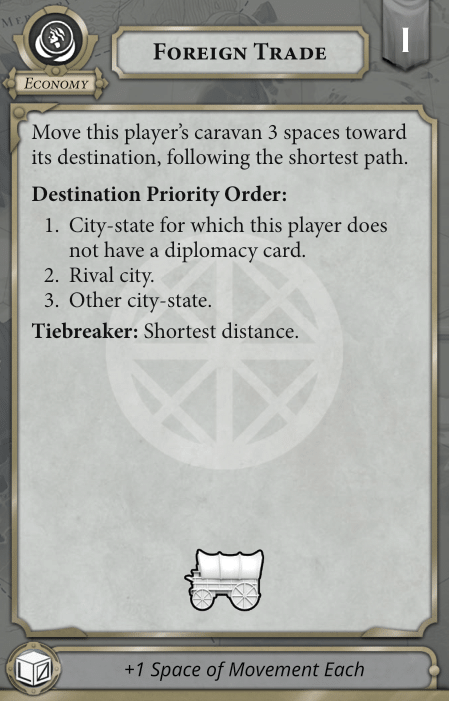 Foreign Trade
I
Economy
Move this player's caravan 3 spaces toward
its destination, following the shortest path.
Destination Priority Order:
1. City-state for which this player does
not have a diplomacy card.
2. Rival city.
3. Other city-state.
Tiebreaker: Shortest distance.
+1 Space of Movement Each